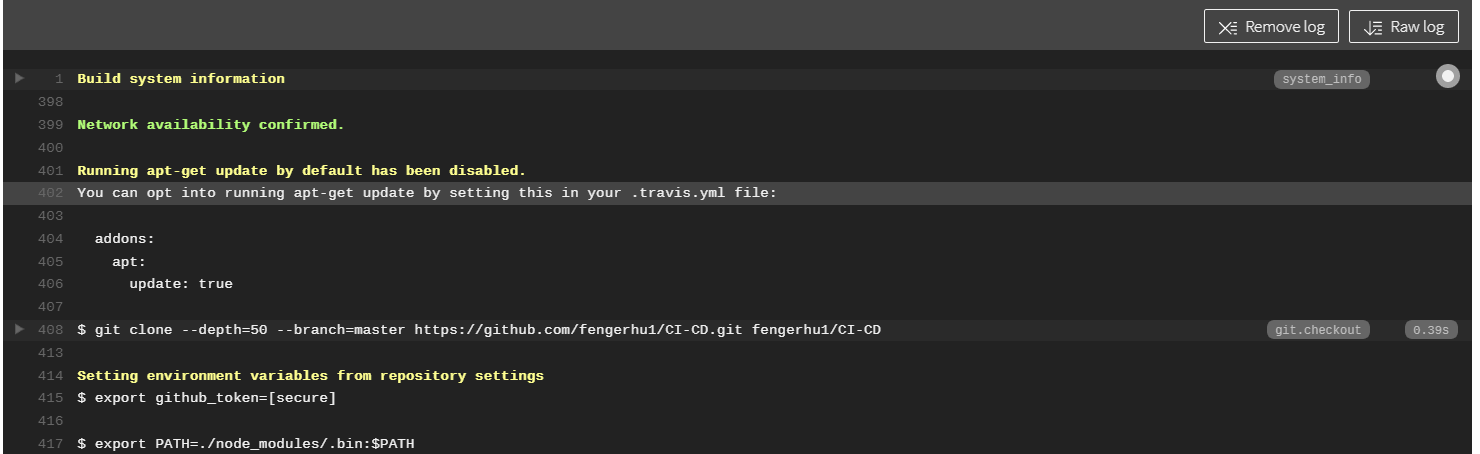 Remove log Raw log
1 Build system information system_info
398
399 Network availability confirmed.
400
401 Running apt-get update by default has been disabled.
402 You can opt into running apt-get update by setting this in your .travis.yml file:
403
404 addons:
405 apt:
406 update: true
407
408 $ git clone --depth=50 --branch=master https://github.com/fengerhu1/CI-CD.git fengerhu1/CI-CD git.checkout 0.39s
413
414 Setting environment variables from repository settings
415 $ export github_token=[secure]
416
417 $ export PATH=./node_modules/.bin:$PATH